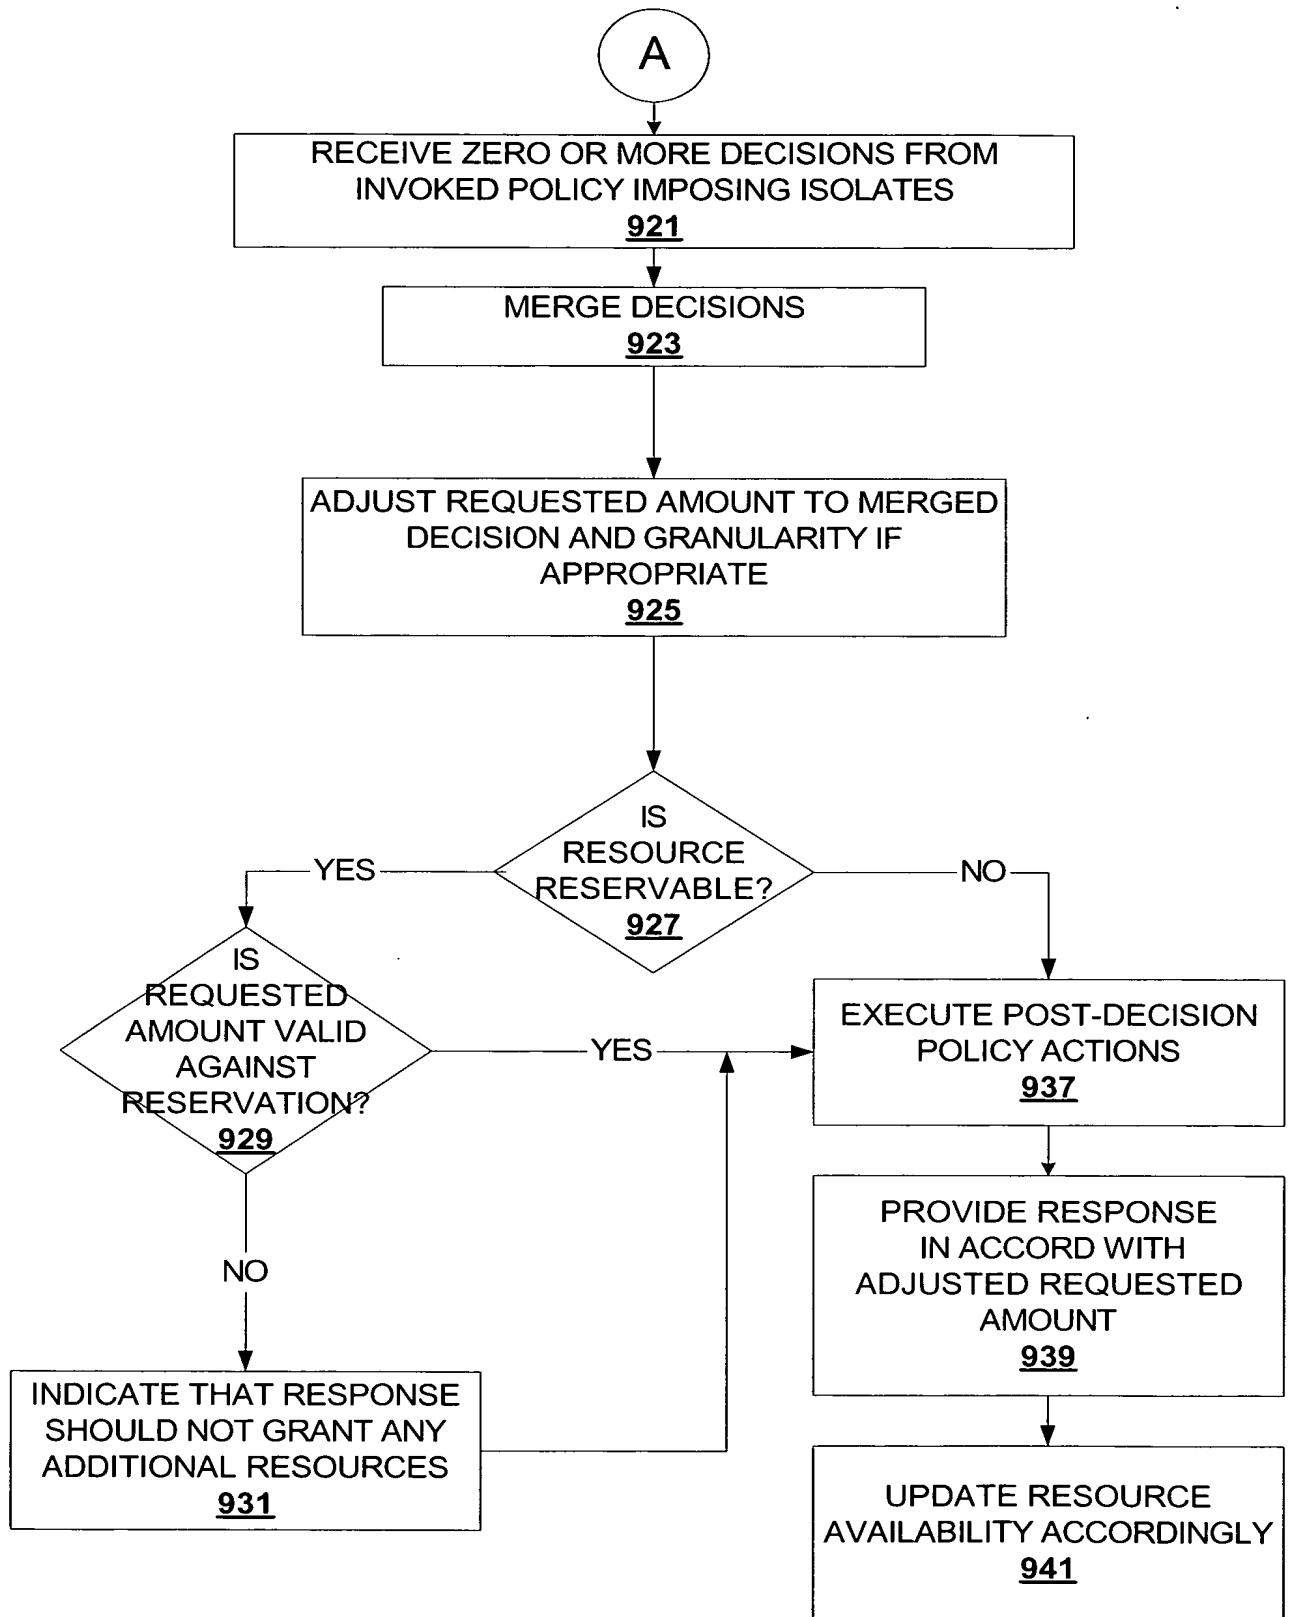 A
RECEIVE ZERO OR MORE DECISIONS FROM
INVOKED POLICY IMPOSING ISOLATES
921
MERGE DECISIONS
923
ADJUST REQUESTED AMOUNT TO MERGED
DECISION AND GRANULARITY IF
APPROPRIATE
925
IS
RESOURCE
RESERVABLE?
927
YES
NO
IS
REQUESTED
AMOUNT VALID
AGAINST
RESERVATION?
929
YES
NO
INDICATE THAT RESPONSE
SHOULD NOT GRANT ANY
ADDITIONAL RESOURCES
931
EXECUTE POST-DECISION
POLICY ACTIONS
937
PROVIDE RESPONSE
IN ACCORD WITH
ADJUSTED REQUESTED
AMOUNT
939
UPDATE RESOURCE
AVAILABILITY ACCORDINGLY
941